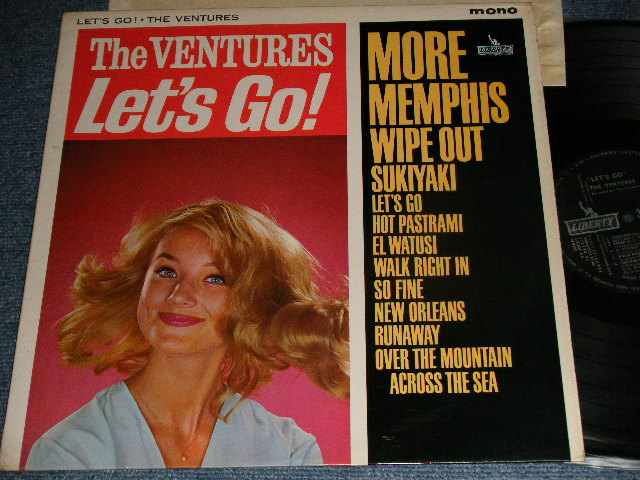 LET'S GO! • THE VENTURES
mono
The VENTURES
Let's Go!
LIBERTY
MORE
MEMPHIS
WIPE OUT
SUKIYAKI
LET'S GO
HOT PASTRAMI
EL WATUSI
WALK RIGHT IN
SO FINE
NEW ORLEANS
RUNAWAY
OVER THE MOUNTAIN
ACROSS THE SEA
"LET'S GO"
THE VENTURES
LIBERTY